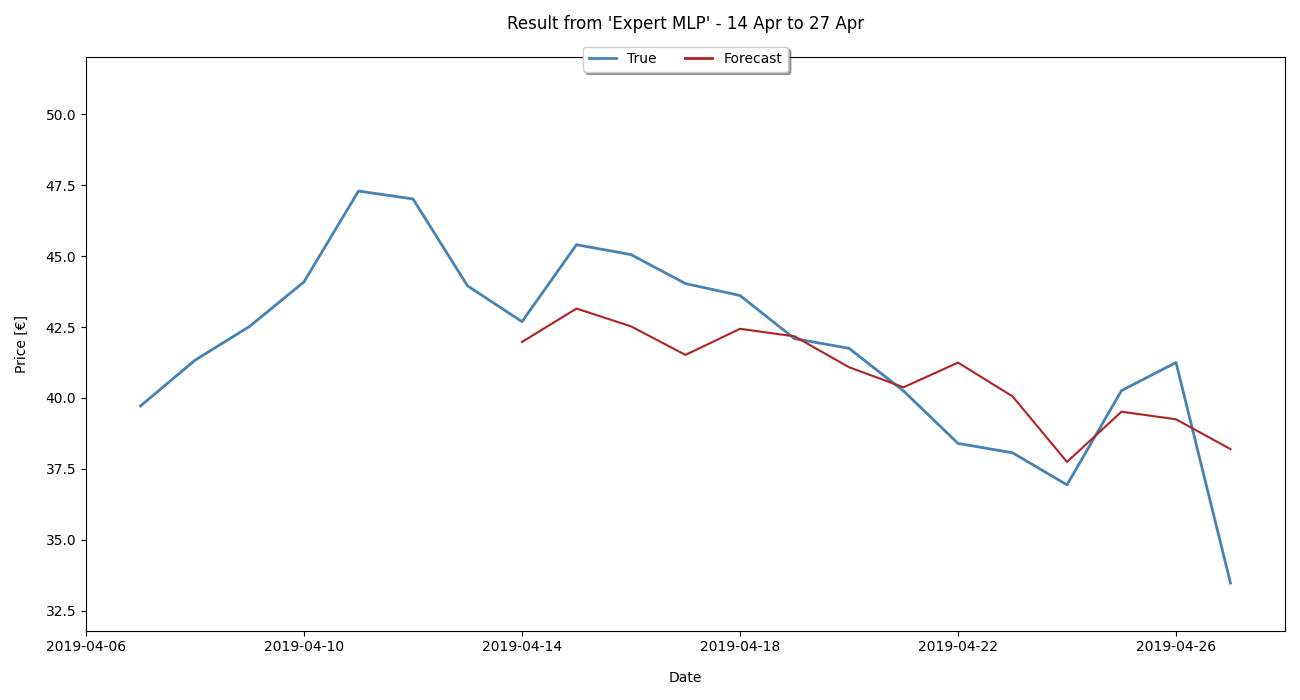 Result from 'Expert MLP' - 14 Apr to 27 Apr
True Forecast
Price [€]
50.0
47.5
45.0
42.5
40.0
37.5
35.0
32.5
2019-04-06 2019-04-10 2019-04-14 2019-04-18 2019-04-22 2019-04-26
Date